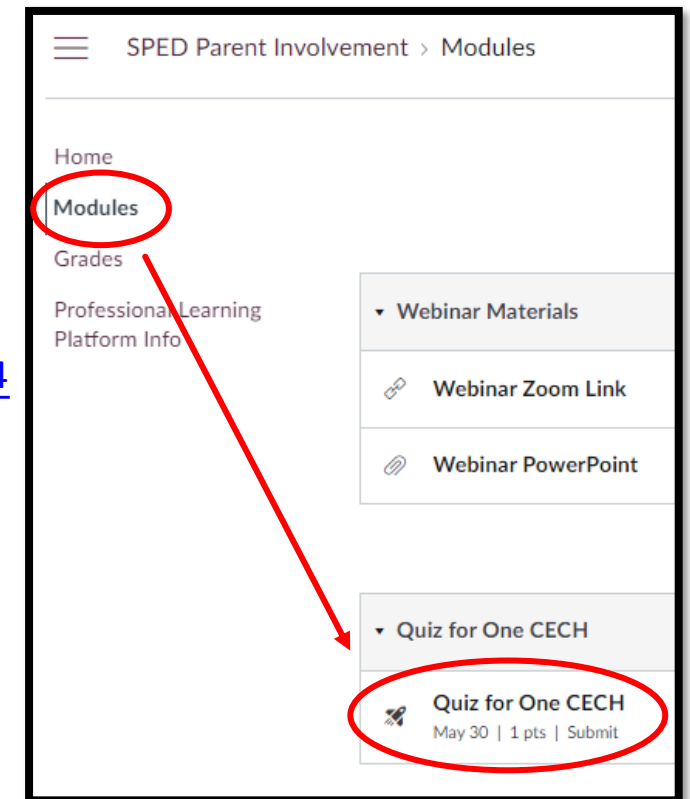 SPED Parent Involvement > Modules
Home
Modules
Grades
Professional Learning
Platform Info
4
Webinar Materials
Webinar Zoom Link
Webinar PowerPoint
Quiz for One CECH
Quiz for One CECH
May 30 | 1 pts | Submit